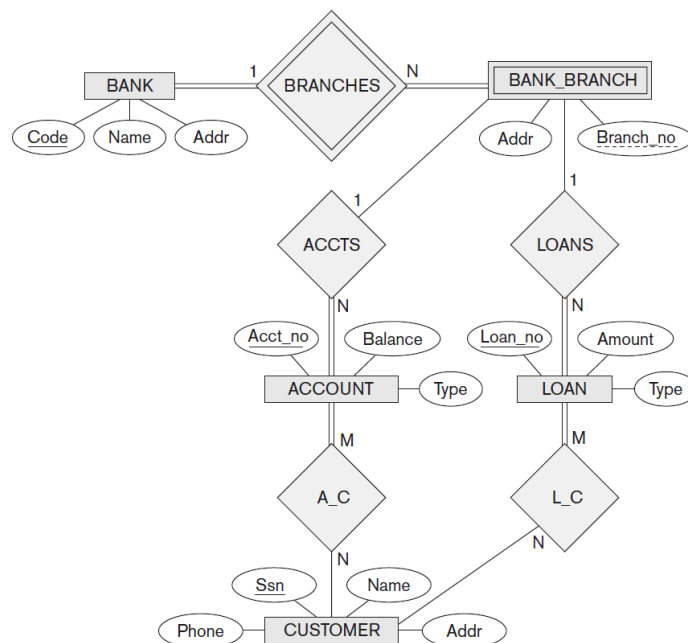 1
N
BANK
BRANCHES
BANK_BRANCH
Code
Name
Addr
Addr
Branch_no
1
1
ACCTS
LOANS
N
N
Acct_no
Balance
Loan_no
Amount
ACCOUNT
Type
LOAN
Type
M
M
A_C
L_C
N
N
Ssn
Name
Phone
CUSTOMER
Addr